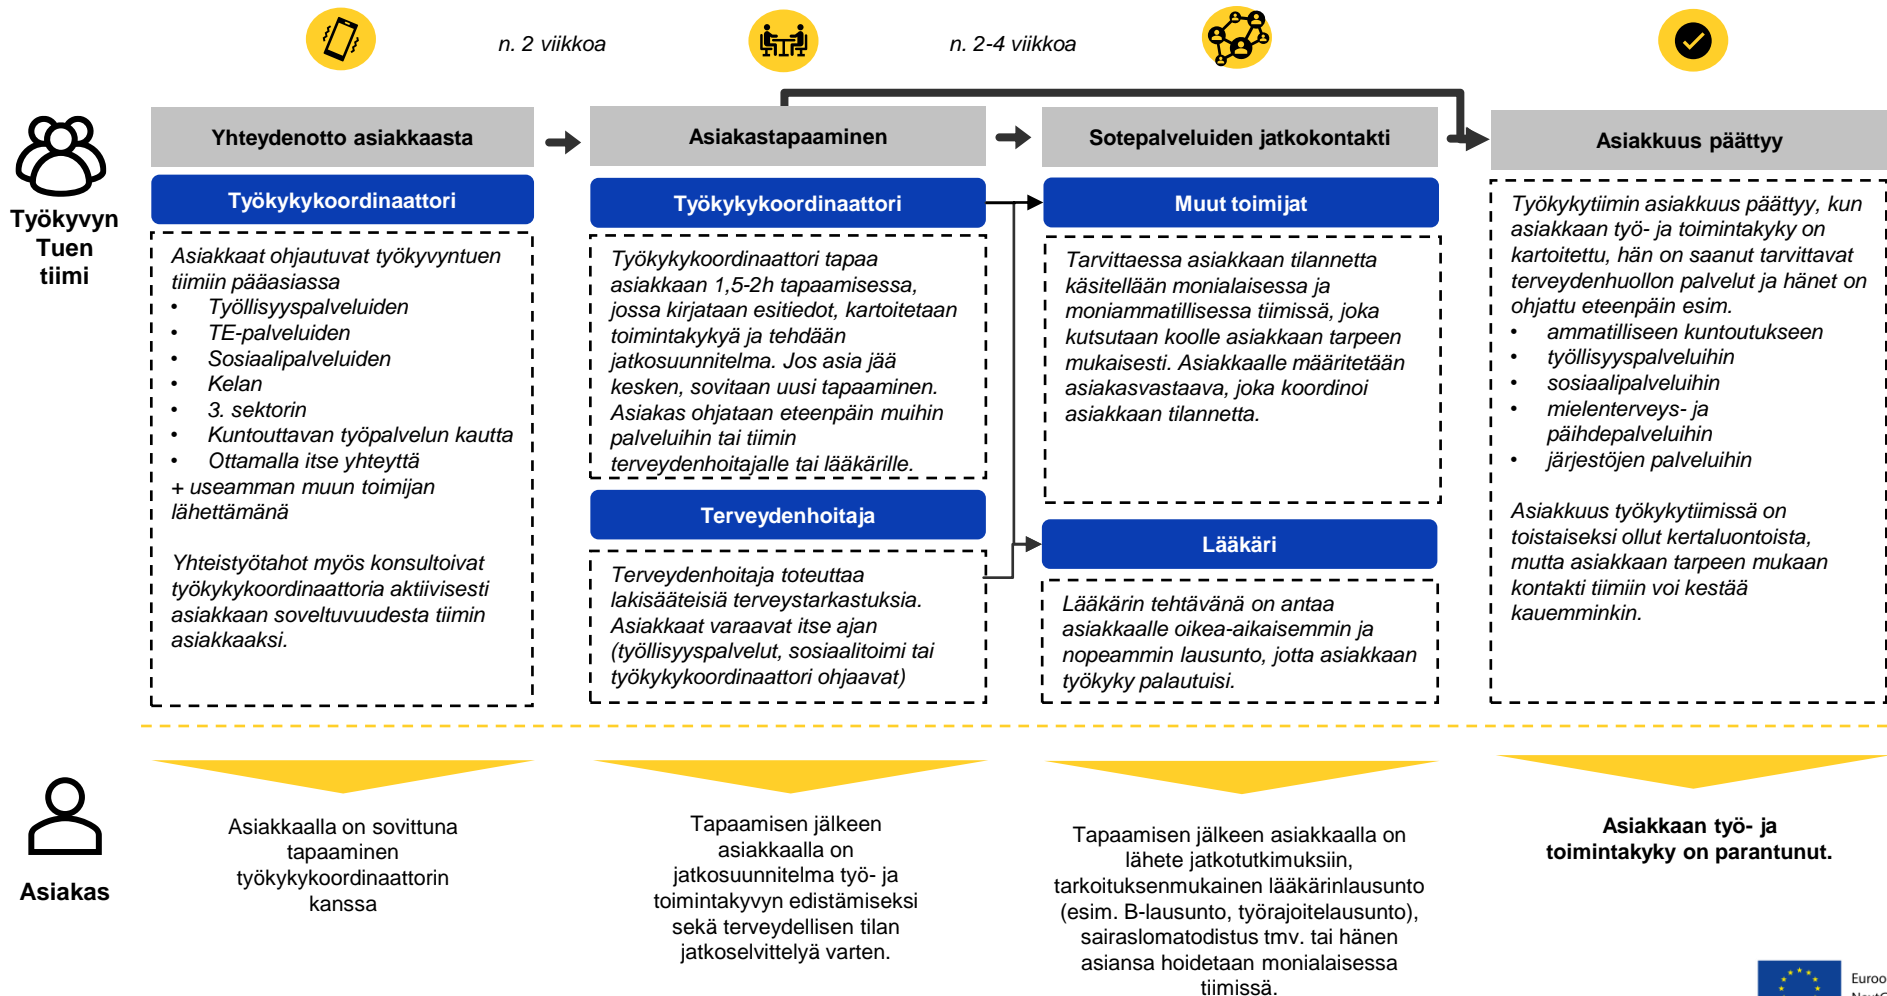 n. 2 viikkoa
n. 2-4 viikkoa
Työkyvyn
Tuen
tiimi
Yhteydenotto asiakkaasta
Työkykykoordinaattori
Asiakkaat ohjautuvat työkyvyntuen
tiimiin pääasiassa
• Työllisyyspalveluiden
• TE-palveluiden
• Sosiaalipalveluiden
• Kelan
• 3. sektorin
• Kuntouttavan työpalvelun kautta
• Ottamalla itse yhteyttä
+ useamman muun toimijan
lähettämänä
Yhteistyötahot myös konsultoivat
työkykykoordinaattoria aktiivisesti
asiakkaan soveltuvuudesta tiimin
asiakkaaksi.
Asiakastapaaminen
Työkykykoordinaattori
Työkykykoordinaattori tapaa
asiakkaan 1,5-2h tapaamisessa,
jossa kirjataan esitiedot, kartoitetaan
toimintakykyä ja tehdään
jatkosuunnitelma. Jos asia jää
kesken, sovitaan uusi tapaaminen.
Asiakas ohjataan eteenpäin muihin
palveluihin tai tiimin
terveydenhoitajalle tai lääkärille.
Terveydenhoitaja
Terveydenhoitaja toteuttaa
lakisääteisiä terveystarkastuksia.
Asiakkaat varaavat itse ajan
(työllisyyspalvelut, sosiaalitoimi tai
työkykykoordinaattori ohjaavat)
Sotepalveluiden jatkokontakti
Muut toimijat
Tarvittaessa asiakkaan tilannetta
käsitellään monialaisessa ja
moniammatillisessa tiimissä, joka
kutsutaan koolle asiakkaan tarpeen
mukaisesti. Asiakkaalle määritetään
asiakasvastaava, joka koordinoi
asiakkaan tilannetta.
Lääkäri
Lääkärin tehtävänä on antaa
asiakkaalle oikea-aikaisemmin ja
nopeammin lausunto, jotta asiakkaan
työkyky palautuisi.
Asiakkuus päättyy
Työkykytiimin asiakkuus päättyy, kun
asiakkaan työ- ja toimintakyky on
kartoitettu, hän on saanut tarvittavat
terveydenhuollon palvelut ja hänet on
ohjattu eteenpäin esim.
• ammatilliseen kuntoutukseen
• työllisyyspalveluihin
• sosiaalipalveluihin
• mielenterveys- ja
päihdepalveluihin
• järjestöjen palveluihin
Asiakkuus työkykytiimissä on
toistaiseksi ollut kertaluontoista,
mutta asiakkaan tarpeen mukaan
kontakti tiimiin voi kestää
kauemminkin.
Asiakas
Asiakkaalla on sovittuna
tapaaminen
työkykykoordinaattorin
kanssa
Tapaamisen jälkeen
asiakkaalla on
jatkosuunnitelma työ- ja
toimintakyvyn edistämiseksi
sekä terveydellisen tilan
jatkoselvittelyä varten.
Tapaamisen jälkeen asiakkaalla on
lähete jatkotutkimuksiin,
tarkoituksenmukainen lääkärinlausunto
(esim. B-lausunto, työrajoitelausunto),
sairaslomatodistus tmv. tai hänen
asiansa hoidetaan monialaisessa
tiimissä.
Asiakkaan työ- ja
toimintakyky on parantunut.
Euroo